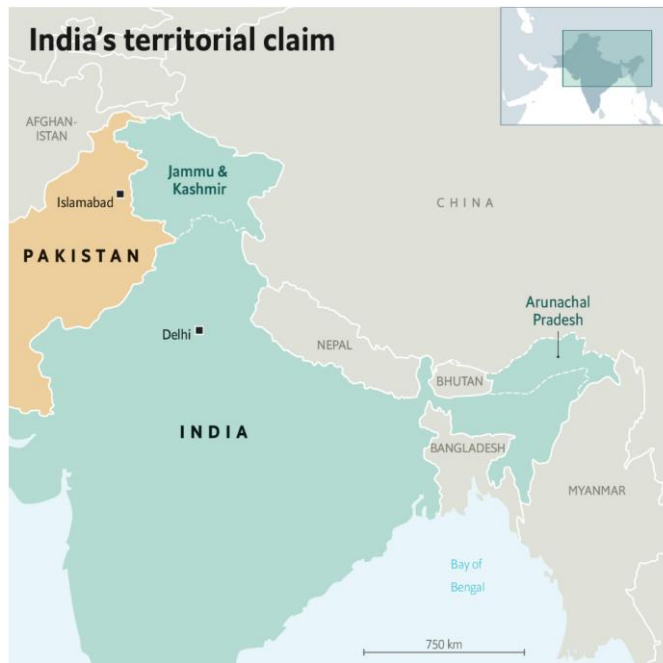 India's territorial claim
AFGHAN-
ISTAN
Jammu &
Kashmir
Islamabad
CHINA
PAKISTAN
Arunachal
Pradesh
Delhi
NEPAL
BHUTAN
INDIA
BANGLADESH
MYANMAR
Bay of
Bengal
750 km